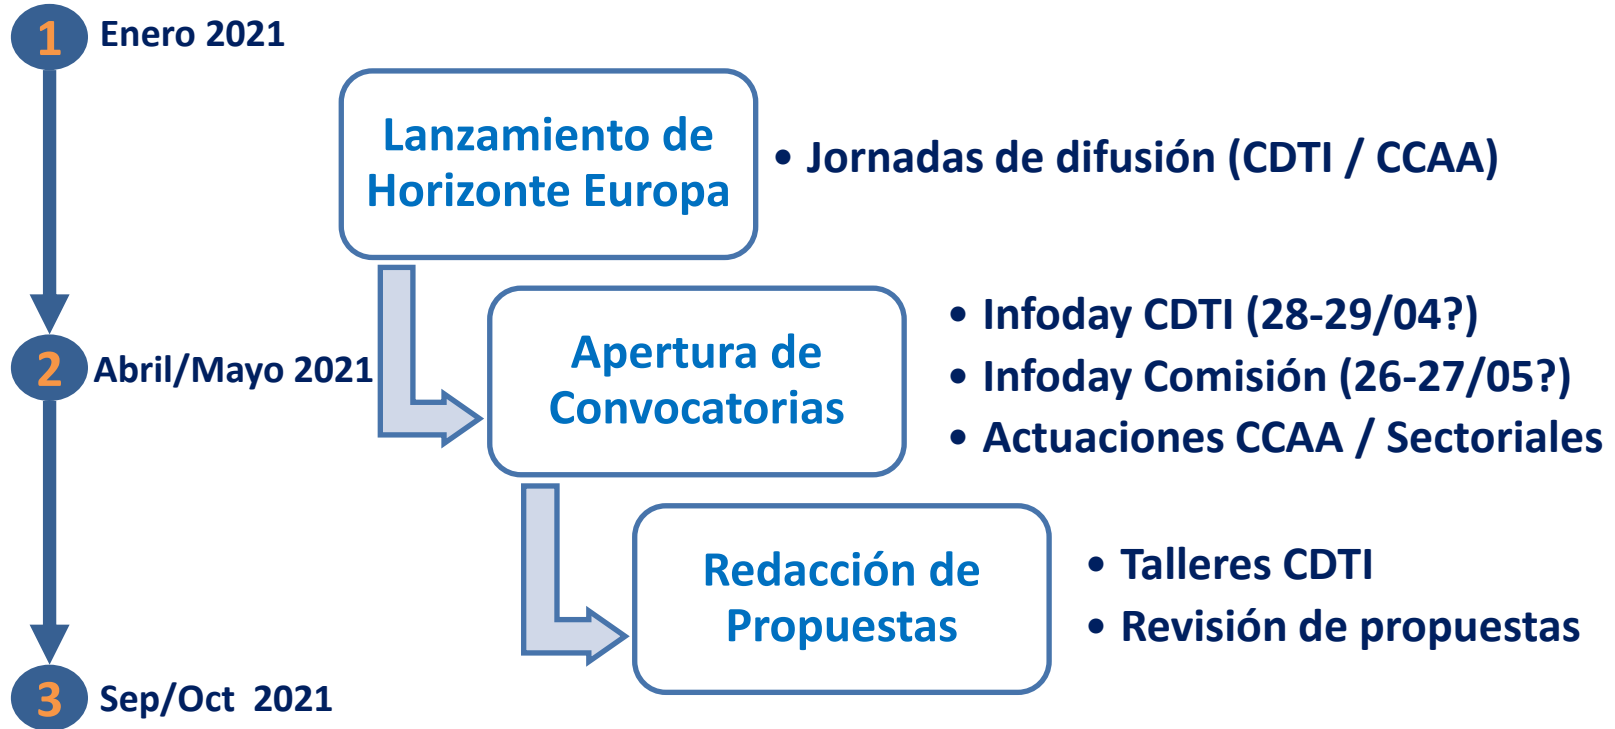 1 Enero 2021
Lanzamiento de
Horizonte Europa
• Jornadas de difusión (CDTI / CCAA)
2 Abril/Mayo 2021
Apertura de
Convocatorias
• Infoday CDTI (28-29/04?)
• Infoday Comisión (26-27/05?)
• Actuaciones CCAA / Sectoriales
Redacción de
Propuestas
• Talleres CDTI
• Revisión de propuestas
3 Sep/Oct 2021